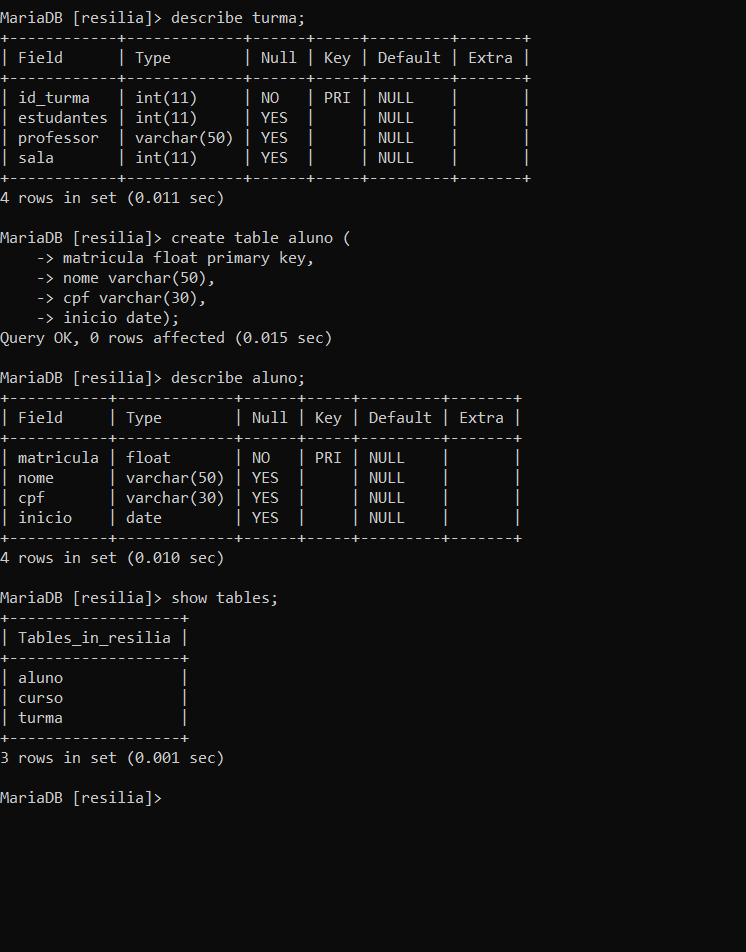 MariaDB [resilia]> describe turma;
+------------+-------------+------+-----+---------+-------+
| Field      | Type        | Null | Key | Default | Extra |
+------------+-------------+------+-----+---------+-------+
| id_turma   | int(11)     | NO   | PRI | NULL    |       |
| estudantes | int(11)     | YES  |     | NULL    |       |
| professor  | varchar(50) | YES  |     | NULL    |       |
| sala       | int(11)     | YES  |     | NULL    |       |
+------------+-------------+------+-----+---------+-------+
4 rows in set (0.011 sec)

MariaDB [resilia]> create table aluno (
    -> matricula float primary key,
    -> nome varchar(50),
    -> cpf varchar(30),
    -> inicio date);
Query OK, 0 rows affected (0.015 sec)

MariaDB [resilia]> describe aluno;
+-----------+-------------+------+-----+---------+-------+
| Field     | Type        | Null | Key | Default | Extra |
+-----------+-------------+------+-----+---------+-------+
| matricula | float       | NO   | PRI | NULL    |       |
| nome      | varchar(50) | YES  |     | NULL    |       |
| cpf       | varchar(30) | YES  |     | NULL    |       |
| inicio    | date        | YES  |     | NULL    |       |
+-----------+-------------+------+-----+---------+-------+
4 rows in set (0.010 sec)

MariaDB [resilia]> show tables;
+-------------------+
| Tables_in_resilia |
+-------------------+
| aluno             |
| curso             |
| turma             |
+-------------------+
3 rows in set (0.001 sec)

MariaDB [resilia]>